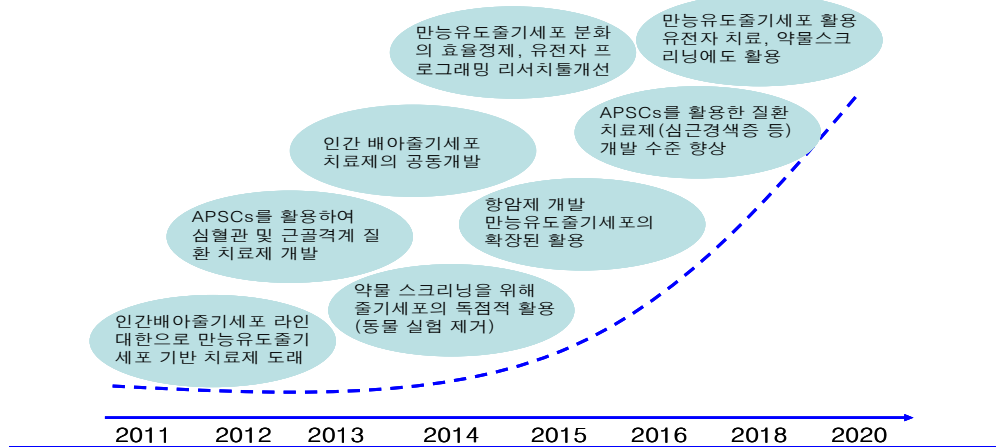 만능유도줄기세포 분화
의 효율정제, 유전자 프
로그래밍 리서치툴개선
만능유도줄기세포 활용
유전자 치료, 약물스크
리닝에도 활용
인간 배아줄기세포
치료제의 공동개발
APSCs를 활용한 질환
치료제(심근경색증 등)
개발 수준 향상
APSCs를 활용하여
심혈관 및 근골격계 질
환 치료제 개발
항암제 개발
만능유도줄기세포의
확장된 활용
인간배아줄기세포 라인
대한으로 만능유도줄기
세포 기반 치료제 도래
약물 스크리닝을 위해
줄기세포의 독점적 활용
(동물 실험 제거)
2011 2012 2013 2014 2015 2016 2018 2020